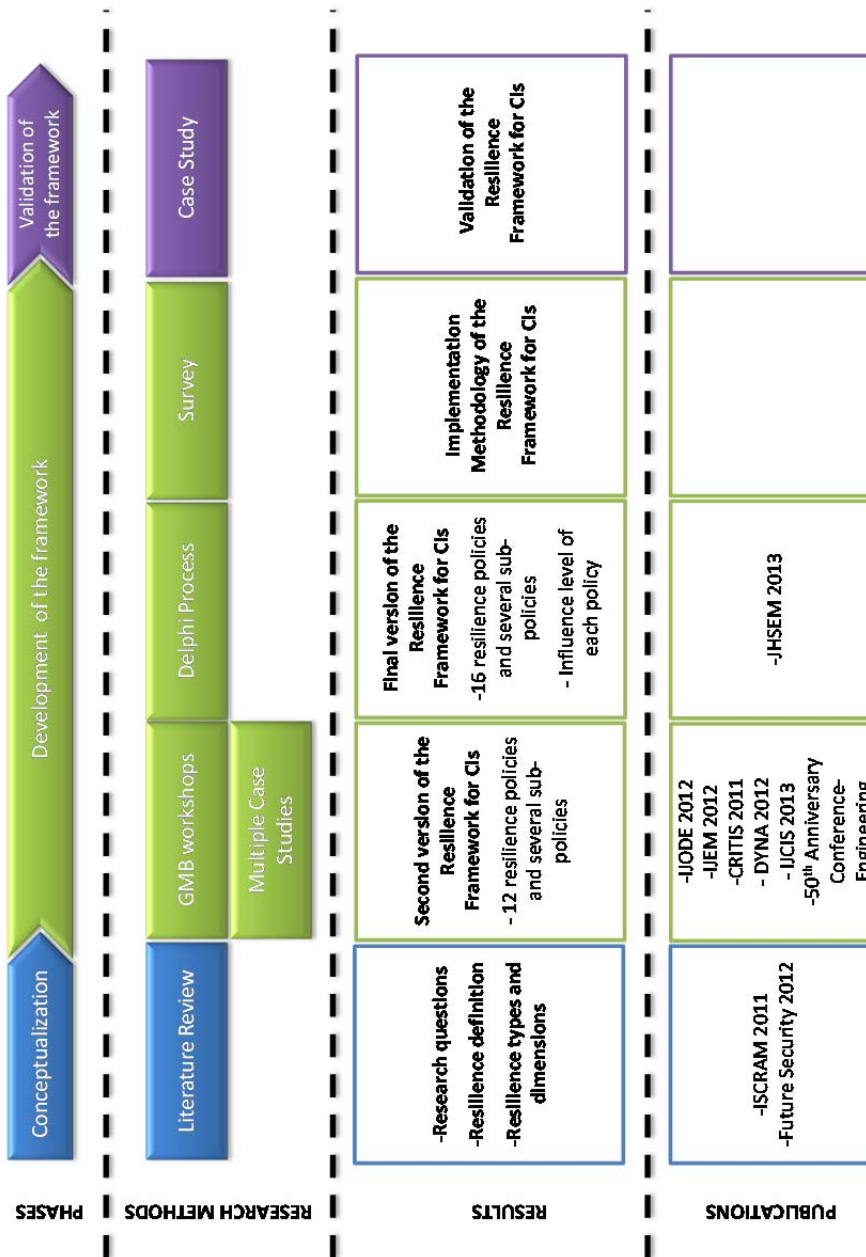 PHASES
Conceptualization
Development of the framework
Validation of
the framework
RESEARCH METHODS
Literature Review
GMB workshops
Multiple Case
Studies
Delphi Process
Survey
Case Study
RESULTS
-Research questions
-Resilience definition
-Resilience types and
dimensions
Second version of the
Resilience
Framework for CIs
- 12 resilience policies
and several sub-
policies
Final version of the
Resilience
Framework for CIs
-16 resilience policies
and several sub-
policies
- Influence level of
each policy
Implementation
Methodology of the
Resilience
Framework for CIs
Validation of the
Resilience
Framework for CIs
PUBLICATIONS
-ISCRAM 2011
-Future Security 2012
-IJODE 2012
-IJEM 2012
-CRITIS 2011
- DYNA 2012
- IJCIS 2013
-50th Anniversary
Conference-
Engineering
-JHSEM 2013